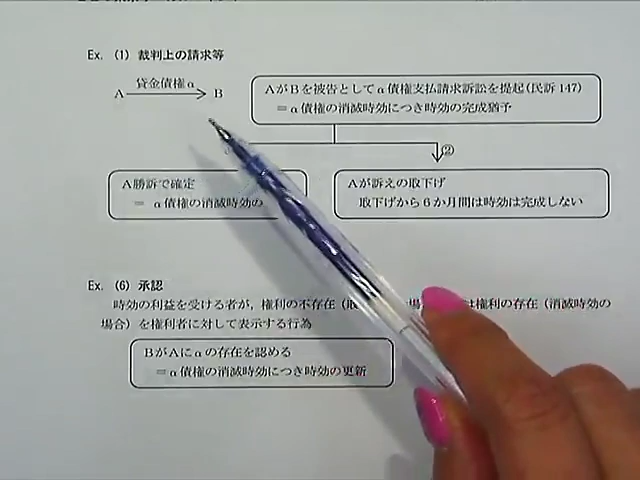 Ex. (1) 裁判上の請求等
貸金債権α
A B
AがBを被告としてα債権支払請求訴訟を提起(民訴147)
＝α債権の消滅時効につき時効の完成猶予
②
A勝訴で確定
＝ α債権の消滅時効の
Aが訴えの取下げ
取下げから6か月間は時効は完成しない
Ex. (6) 承認
時効の利益を受ける者が，権利の不存在（取 場 は権利の存在（消滅時効の
場合）を権利者に対して表示する行為
BがAにαの存在を認める
＝α債権の消滅時効につき時効の更新